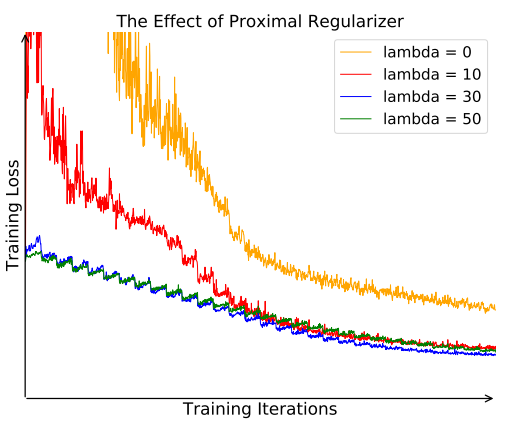 The Effect of Proximal Regularizer
lambda = 0
lambda = 10
lambda = 30
lambda = 50
Training Loss
Training Iterations